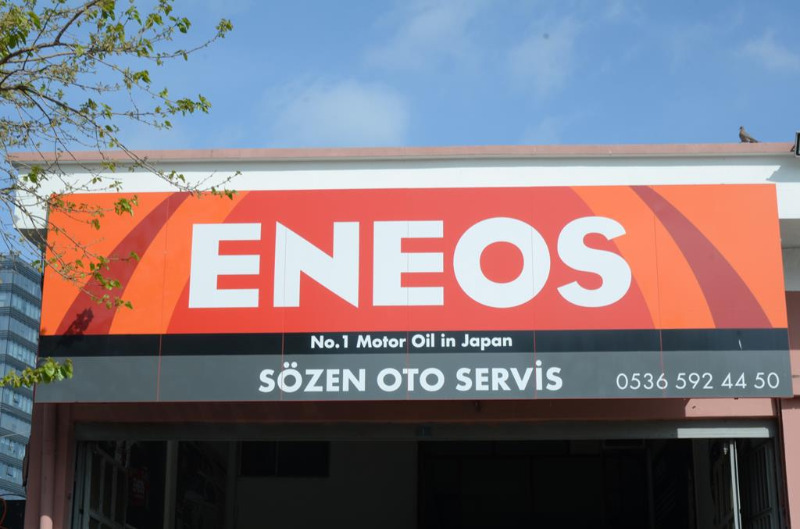 ENEOS
No.1 Motor Oil in Japan
SÖZEN OTO SERVİS
0536 592 44 50